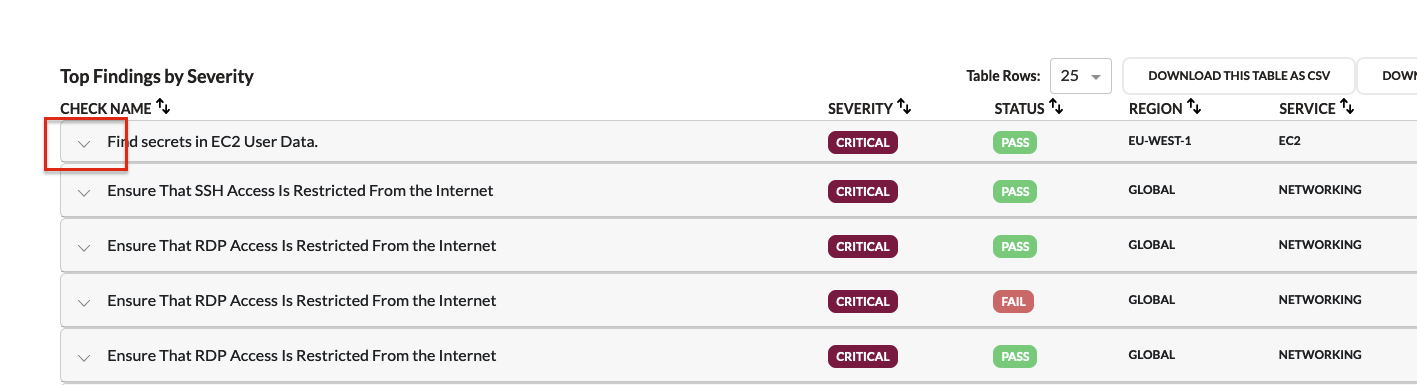 Top Findings by Severity
Table Rows: 25 DOWNLOAD THIS TABLE AS CSV DOWN
CHECK NAME SEVERITY STATUS REGION SERVICE
Find secrets in EC2 User Data. CRITICAL PASS EU-WEST-1 EC2
Ensure That SSH Access Is Restricted From the Internet CRITICAL PASS GLOBAL NETWORKING
Ensure That RDP Access Is Restricted From the Internet CRITICAL PASS GLOBAL NETWORKING
Ensure That RDP Access Is Restricted From the Internet CRITICAL FAIL GLOBAL NETWORKING
Ensure That RDP Access Is Restricted From the Internet CRITICAL PASS GLOBAL NETWORKING